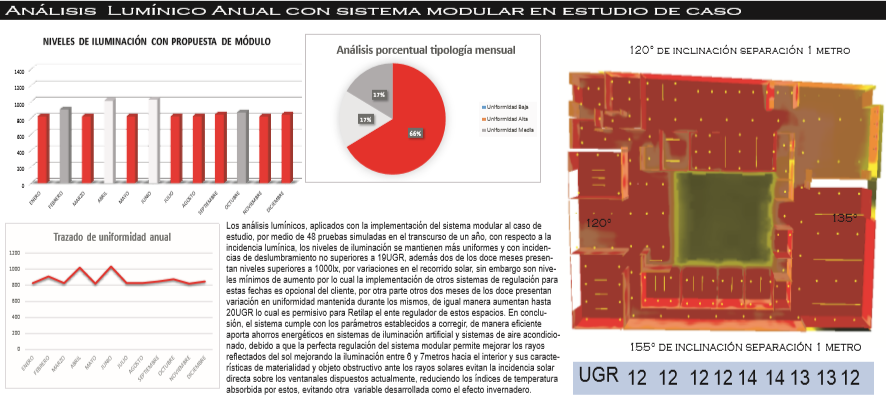 Análisis Lumínico Anual con sistema modular en estudio de caso
NIVELES DE ILUMINACIÓN CON PROPUESTA DE MÓDULO
1400
1200
1000
800
600
400
200
0
ENERO
FEBRERO
MARZO
ABRIL
MAYO
JUNIO
JULIO
AGOSTO
SEPTIEMBRE
OCTUBRE
NOVIEMBRE
DICIEMBRE
Análisis porcentual tipología mensual
17%
17%
66%
Uniformidad Baja
Uniformidad Alta
Uniformidad Media
Trazado de uniformidad anual
1200
1000
800
600
400
200
0
ENERO
FEBRERO
MARZO
ABRIL
MAYO
JUNIO
JULIO
AGOSTO
SEPTIEMBRE
OCTUBRE
NOVIEMBRE
DICIEMBRE
Los análisis lumínicos, aplicados con la implementación del sistema modular al caso de
estudio, por medio de 48 pruebas simuladas en el transcurso de un año, con respecto a la
incidencia lumínica, los niveles de iluminación se mantienen más uniformes y con inciden-
cias de deslumbramiento no superiores a 19UGR, además dos de los doce meses presen-
tan niveles superiores a 1000lx, por variaciones en el recorrido solar, sin embargo son nive-
les mínimos de aumento por lo cual la implementación de otros sistemas de regulación para
estas fechas es opcional del cliente, por otra parte otros dos meses de los doce presentan
variación en uniformidad mantenida durante los mismos, de igual manera aumentan hasta
20UGR lo cual es permisivo para Retilap el ente regulador de estos espacios. En conclu-
sión, el sistema cumple con los parámetros establecidos a corregir, de manera eficiente
aporta ahorros energéticos en sistemas de iluminación artificial y sistemas de aire acondicio-
nado, debido a que la perfecta regulación del sistema modular permite mejorar los rayos
reflectados del sol mejorando la iluminación entre 6 y 7metros hacia el interior y sus caracte-
rísticas de materialidad y objeto obstructivo ante los rayos solares evitan la incidencia solar
directa sobre los ventanales dispuestos actualmente, reduciendo los índices de temperatura
absorbida por estos, evitando otra variable desarrollada como el efecto invernadero.
120° de inclinación separación 1 metro
120°
135°
155° de inclinación separación 1 metro
UGR 12 12 12 12 14 14 13 13 12